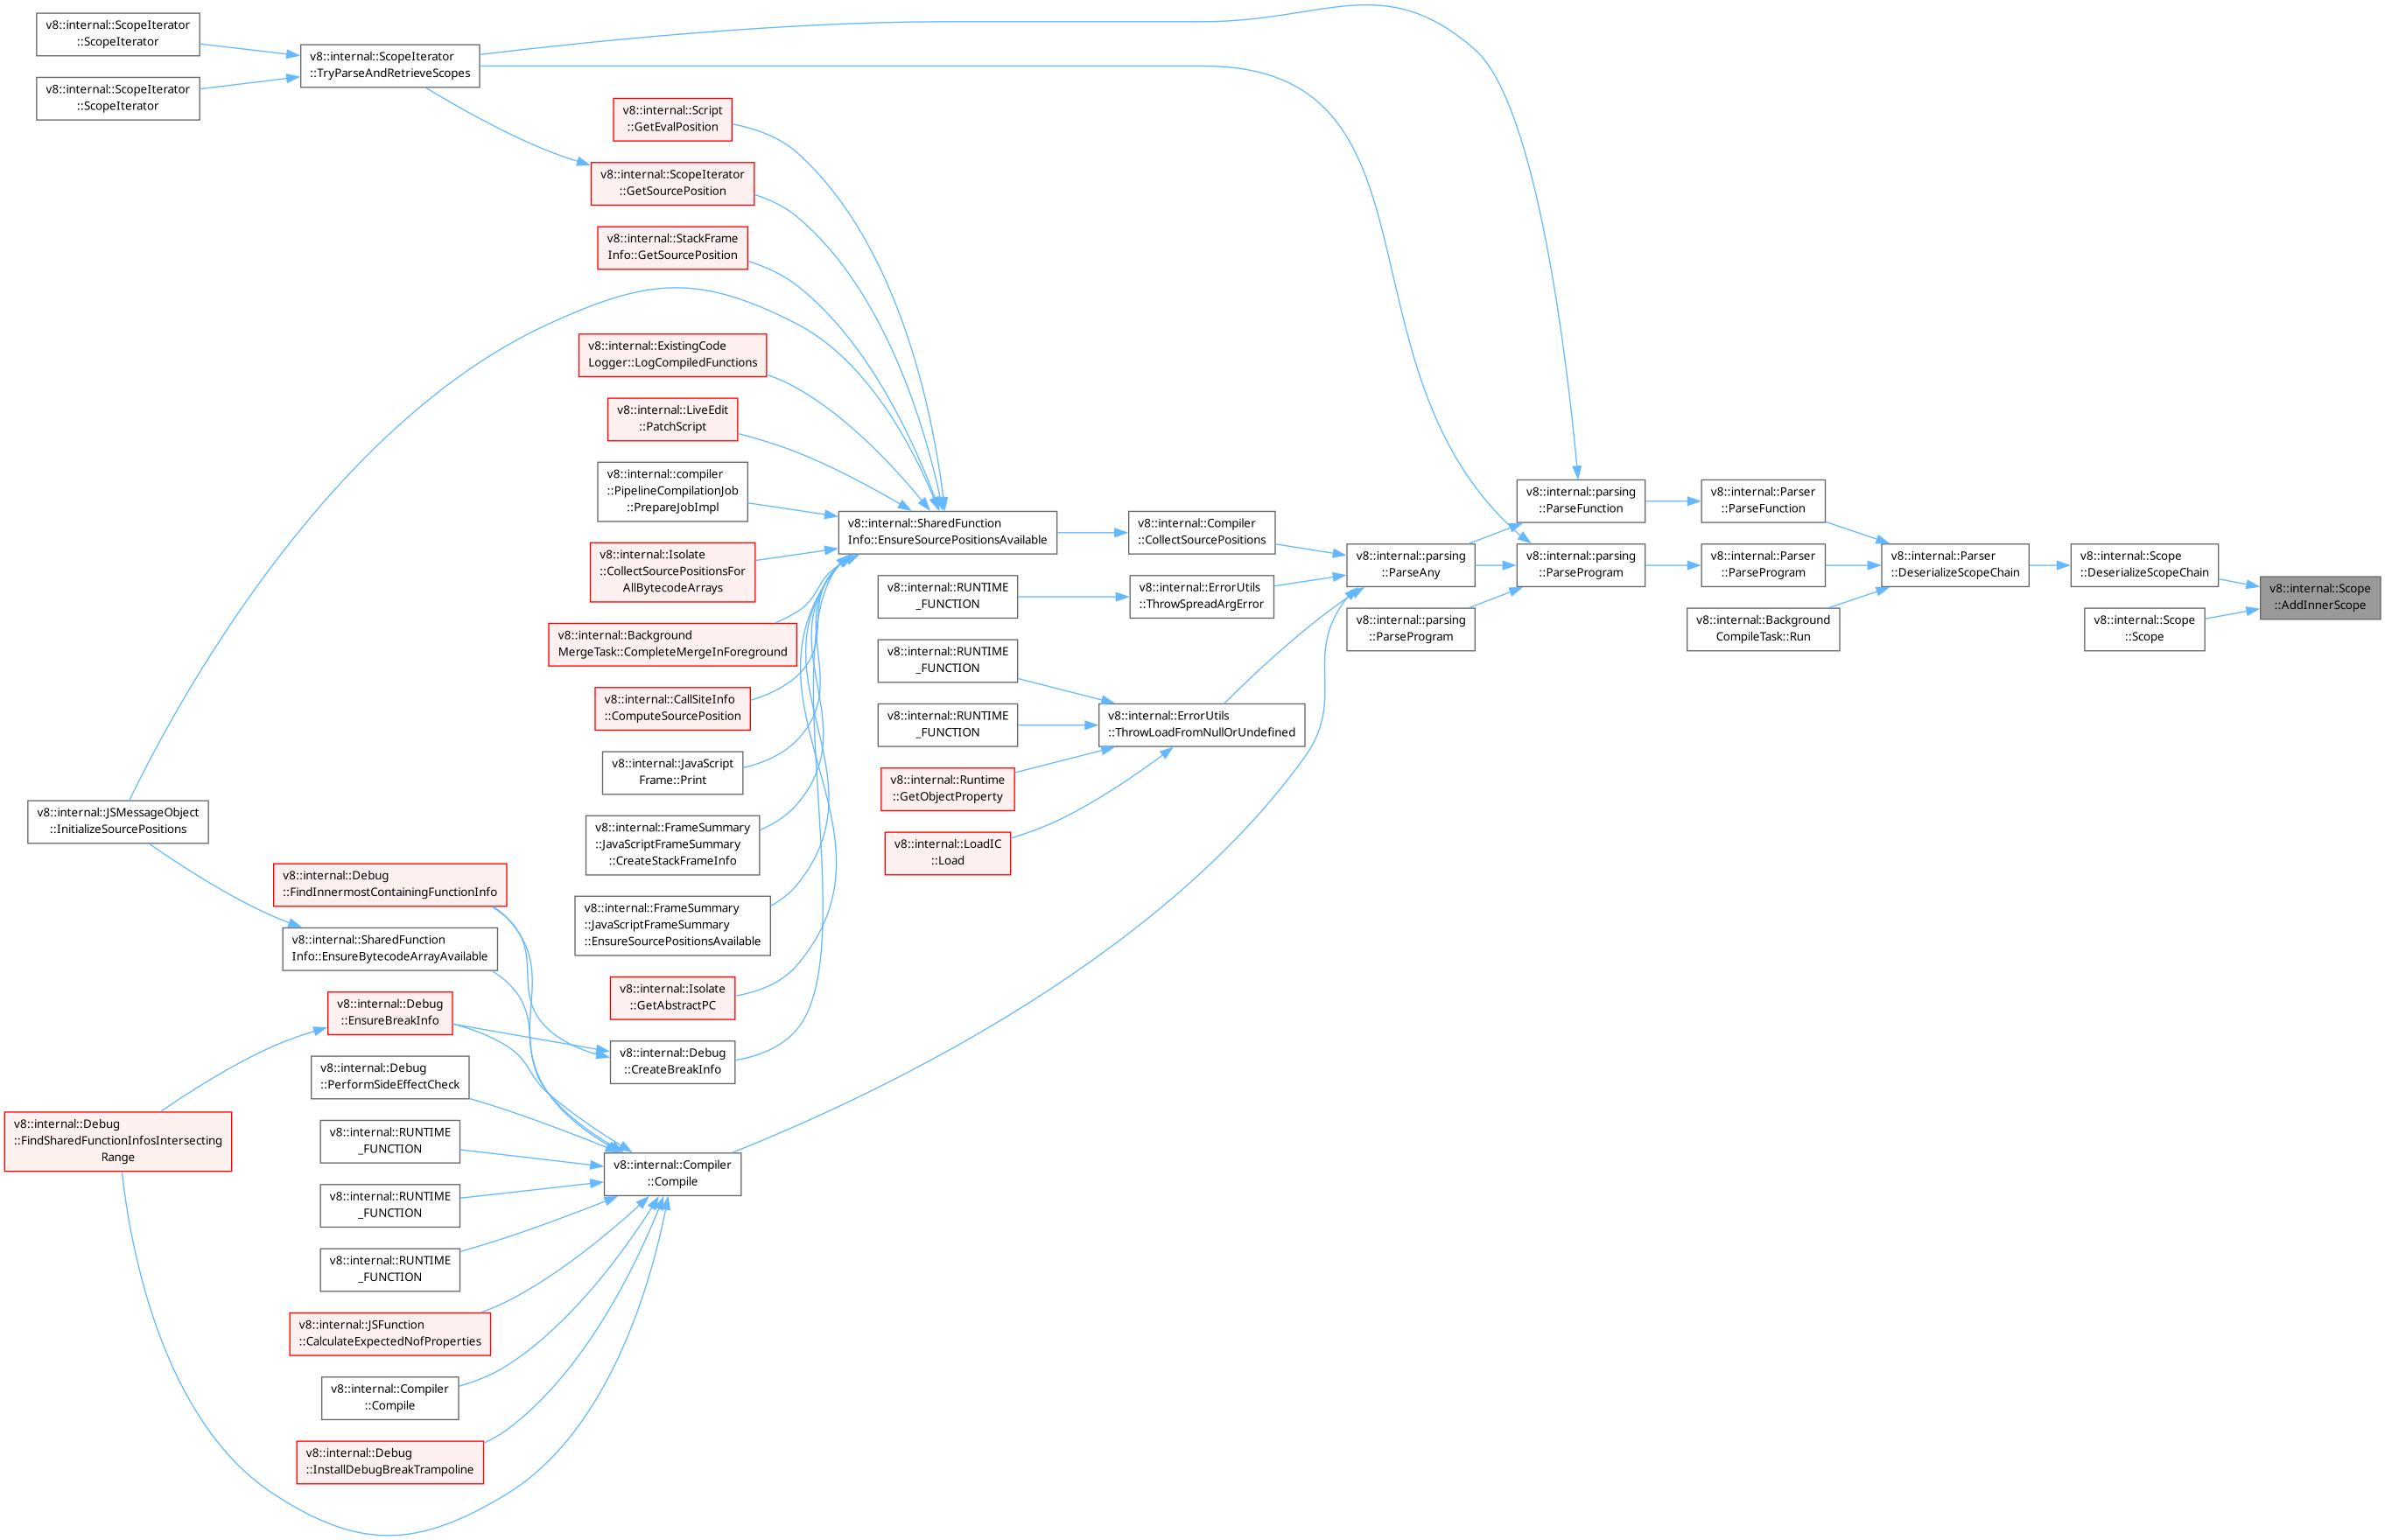 v8::internal::ScopeIterator
::ScopeIterator
v8::internal::ScopeIterator
::ScopeIterator
v8::internal::ScopeIterator
::TryParseAndRetrieveScopes
v8::internal::Script
::GetEvalPosition
v8::internal::ScopeIterator
::GetSourcePosition
v8::internal::StackFrame
Info::GetSourcePosition
v8::internal::ExistingCode
Logger::LogCompiledFunctions
v8::internal::LiveEdit
::PatchScript
v8::internal::compiler
::PipelineCompilationJob
::PrepareJobImpl
v8::internal::Isolate
::CollectSourcePositionsFor
AllBytecodeArrays
v8::internal::Background
MergeTask::CompleteMergeInForeground
v8::internal::CallSiteInfo
::ComputeSourcePosition
v8::internal::JavaScript
Frame::Print
v8::internal::FrameSummary
::JavaScriptFrameSummary
::CreateStackFrameInfo
v8::internal::FrameSummary
::JavaScriptFrameSummary
::EnsureSourcePositionsAvailable
v8::internal::Isolate
::GetAbstractPC
v8::internal::Debug
::CreateBreakInfo
v8::internal::Compiler
::Compile
v8::internal::JSMessageObject
::InitializeSourcePositions
v8::internal::Debug
::FindInnermostContainingFunctionInfo
v8::internal::SharedFunction
Info::EnsureBytecodeArrayAvailable
v8::internal::Debug
::EnsureBreakInfo
v8::internal::Debug
::PerformSideEffectCheck
v8::internal::Debug
::FindSharedFunctionInfosIntersecting
Range
v8::internal::RUNTIME
_FUNCTION
v8::internal::RUNTIME
_FUNCTION
v8::internal::RUNTIME
_FUNCTION
v8::internal::JSFunction
::CalculateExpectedNofProperties
v8::internal::Compiler
::Compile
v8::internal::Debug
::InstallDebugBreakTrampoline
v8::internal::SharedFunction
Info::EnsureSourcePositionsAvailable
v8::internal::RUNTIME
_FUNCTION
v8::internal::RUNTIME
_FUNCTION
v8::internal::RUNTIME
_FUNCTION
v8::internal::Runtime
::GetObjectProperty
v8::internal::LoadIC
::Load
v8::internal::Compiler
::CollectSourcePositions
v8::internal::ErrorUtils
::ThrowSpreadArgError
v8::internal::ErrorUtils
::ThrowLoadFromNullOrUndefined
v8::internal::parsing
::ParseAny
v8::internal::parsing
::ParseProgram
v8::internal::parsing
::ParseFunction
v8::internal::parsing
::ParseProgram
v8::internal::Parser
::ParseFunction
v8::internal::Parser
::ParseProgram
v8::internal::Background
CompileTask::Run
v8::internal::Parser
::DeserializeScopeChain
v8::internal::Scope
::DeserializeScopeChain
v8::internal::Scope
::Scope
v8::internal::Scope
::AddInnerScope